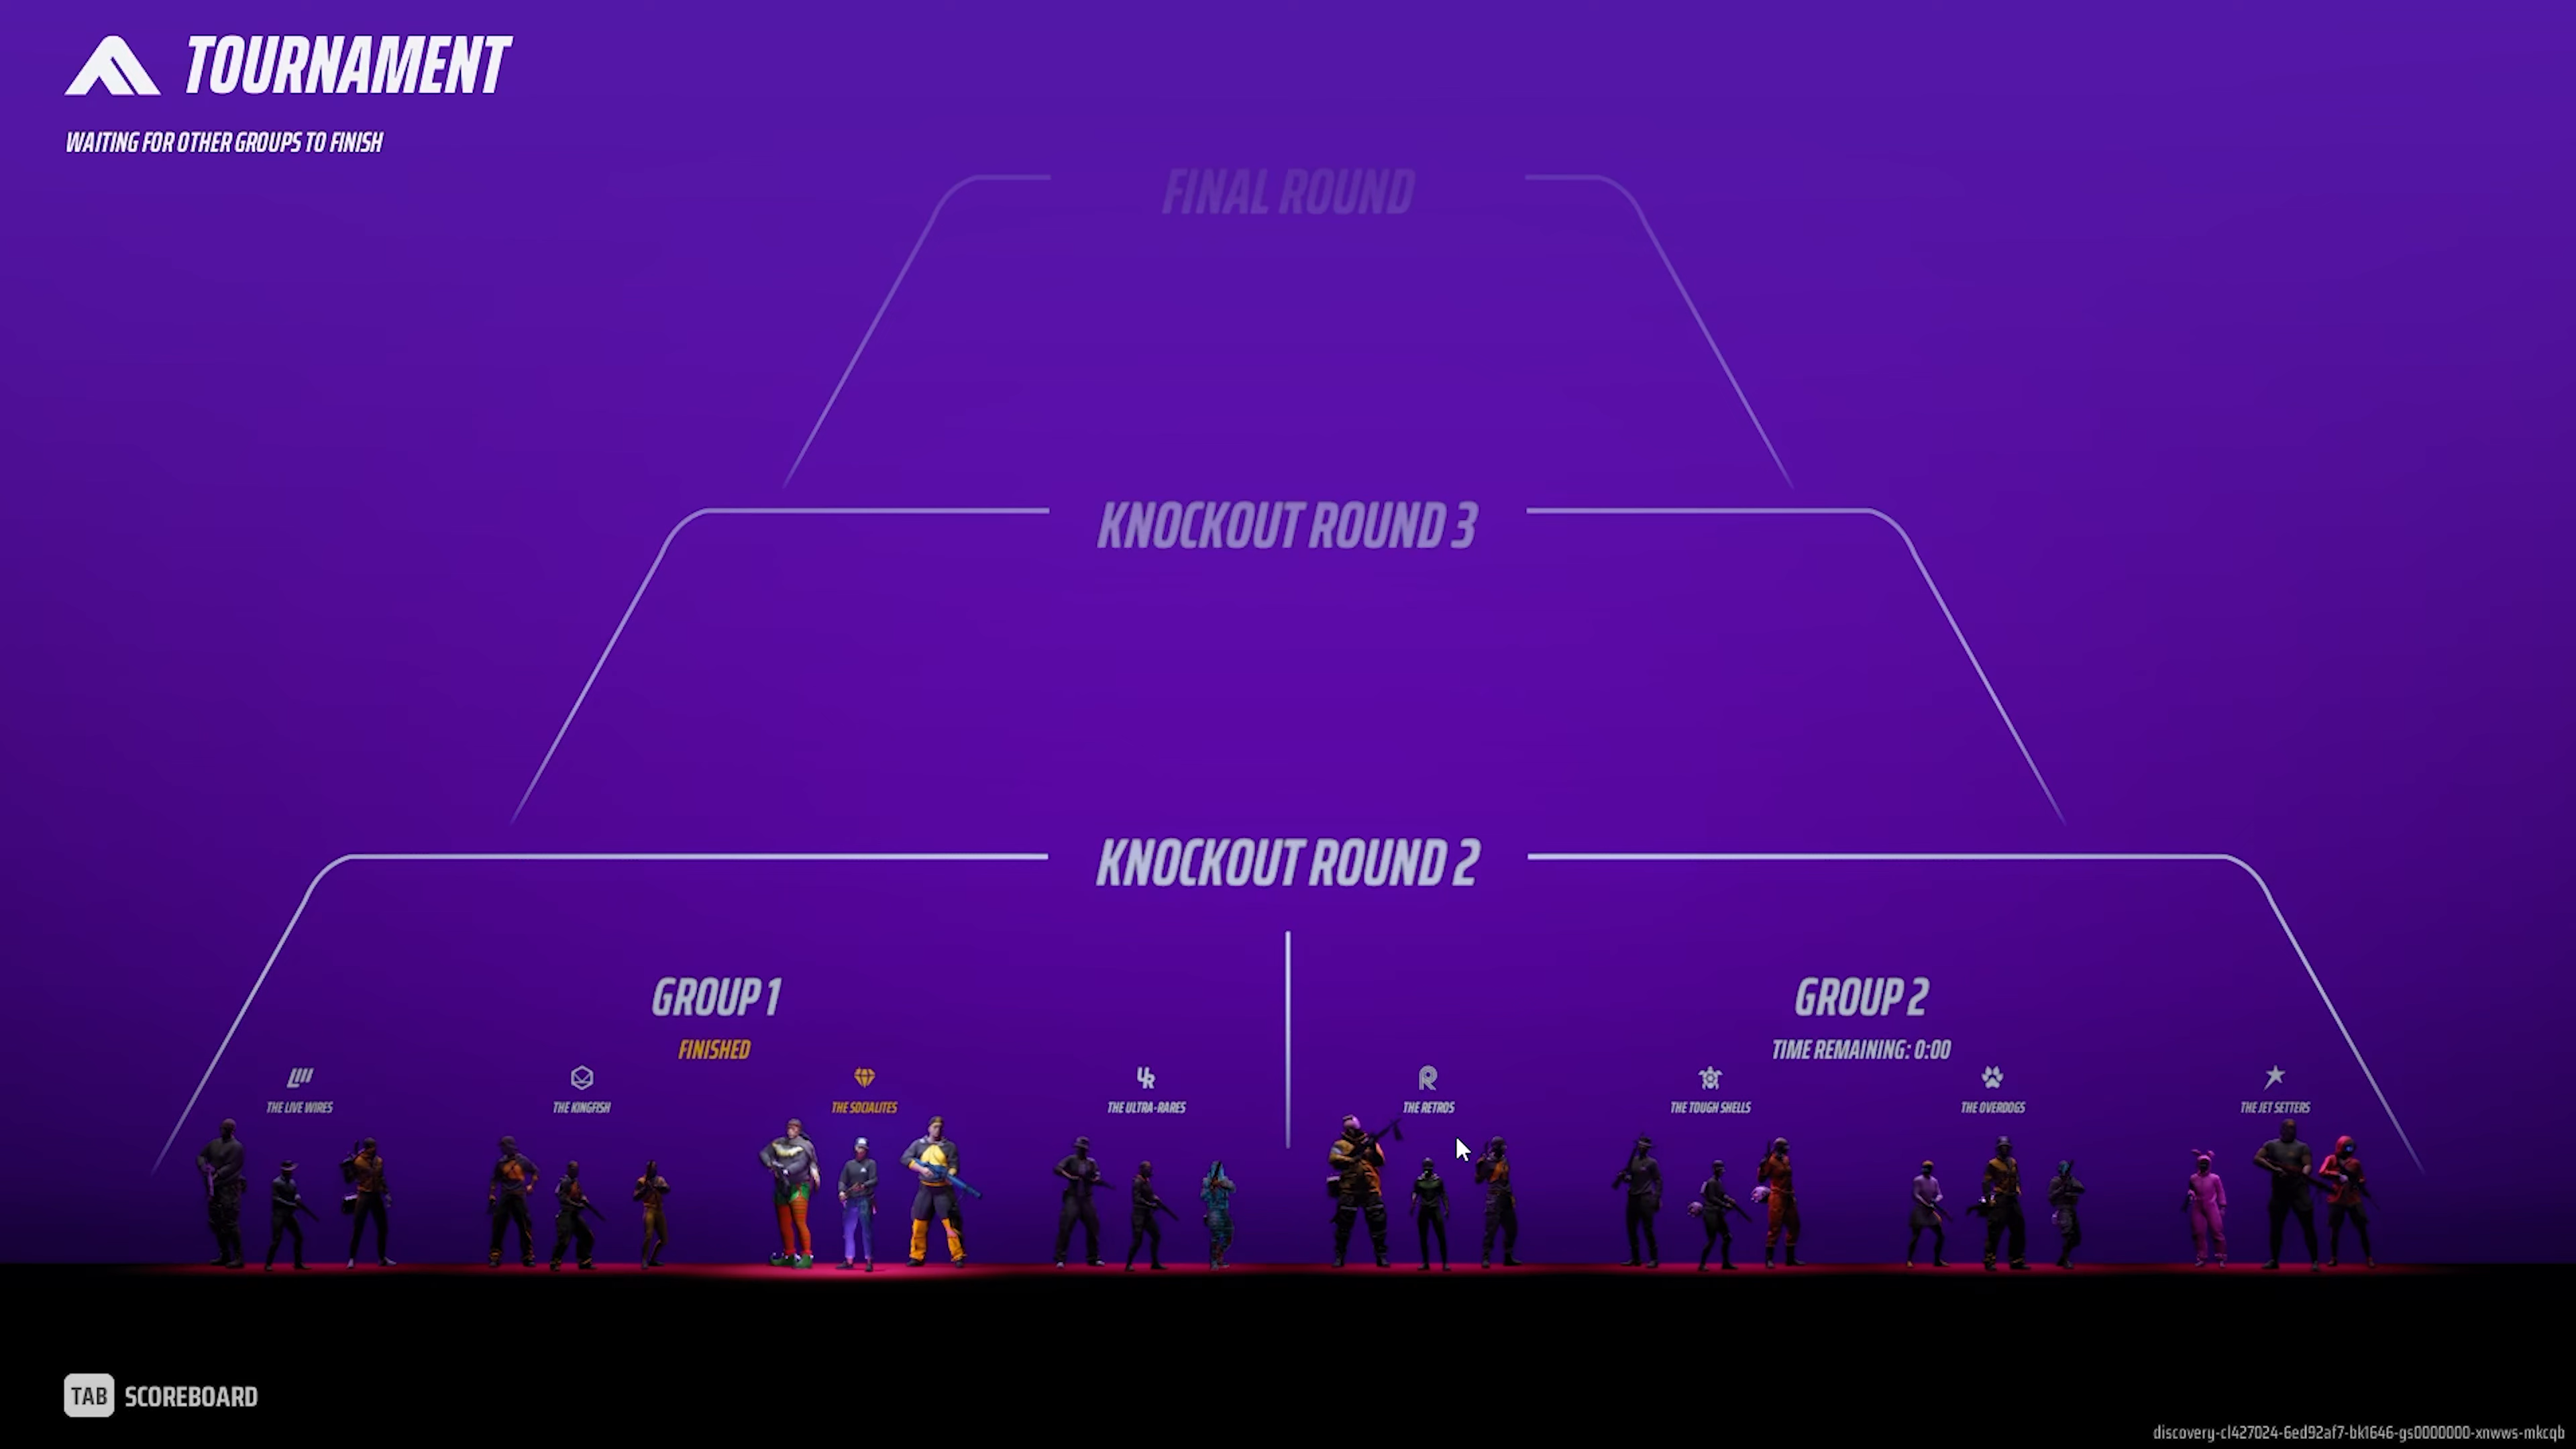 TOURNAMENT
WAITING FOR OTHER GROUPS TO FINISH
FINAL ROUND
KNOCKOUT ROUND 3
KNOCKOUT ROUND 2
GROUP 1
FINISHED
GROUP 2
TIME REMAINING: 0:00
THE LIVE WIRES
THE KINGFISH
THE SOCIALITES
UR
THE ULTRA-RARES
R
THE RETROS
THE TOUGH SHELLS
THE OVERDOGS
THE JET SETTERS
TAB SCOREBOARD
discovery-cl427024-6ed92af7-bk1646-gs0000000-xnwws-mkcqb